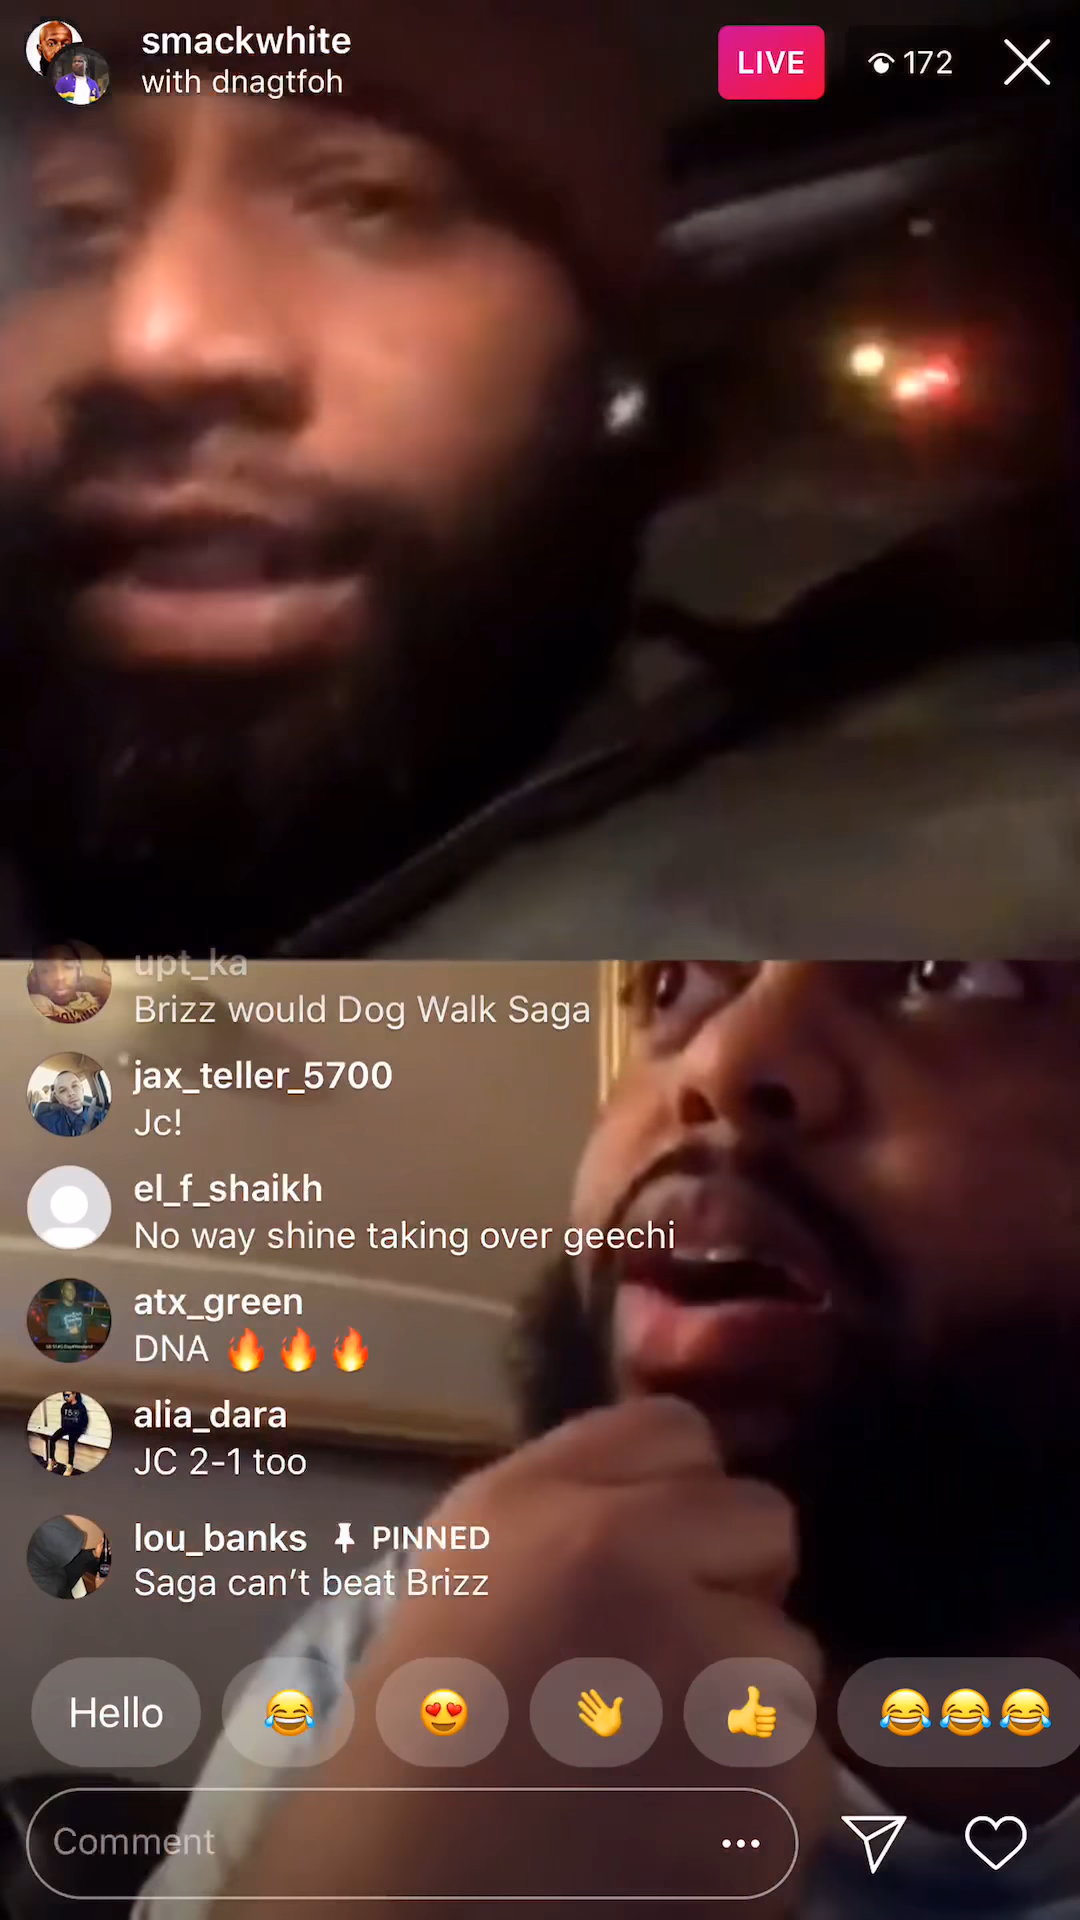 smackwhite
with dnagtfoh
LIVE
172
upt_ka
Brizz would Dog Walk Saga
jax_teller_5700
Jc!
el_f_shaikh
No way shine taking over geechi
atx_green
DNA 🔥🔥🔥
alia_dara
JC 2-1 too
lou_banks PINNED
Saga can't beat Brizz
Hello
Comment